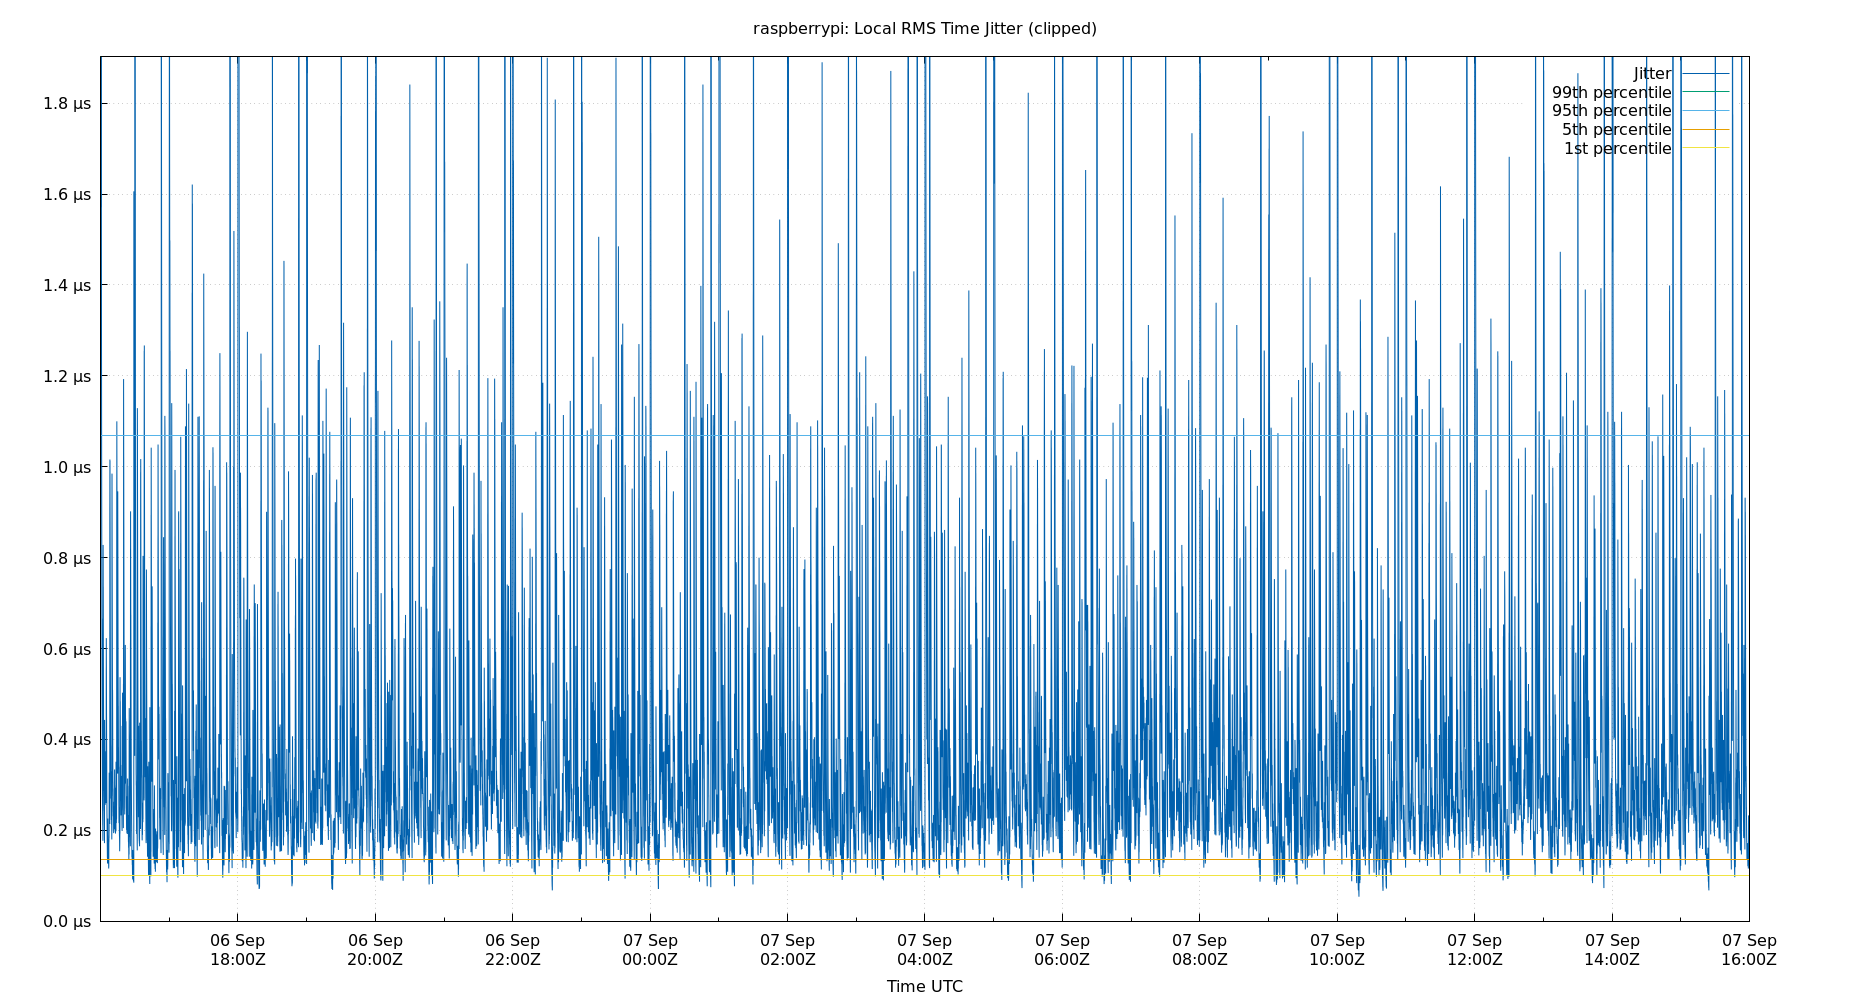 raspberrypi: Local RMS Time Jitter (clipped)
Jitter
99th percentile
95th percentile
5th percentile
1st percentile
1.8 µs
1.6 µs
1.4 µs
1.2 µs
1.0 µs
0.8 µs
0.6 µs
0.4 µs
0.2 µs
0.0 µs
06 Sep 06 Sep 06 Sep 07 Sep 07 Sep 07 Sep 07 Sep 07 Sep 07 Sep 07 Sep 07 Sep 07 Sep
18:00Z 20:00Z 22:00Z 00:00Z 02:00Z 04:00Z 06:00Z 08:00Z 10:00Z 12:00Z 14:00Z 16:00Z
Time UTC